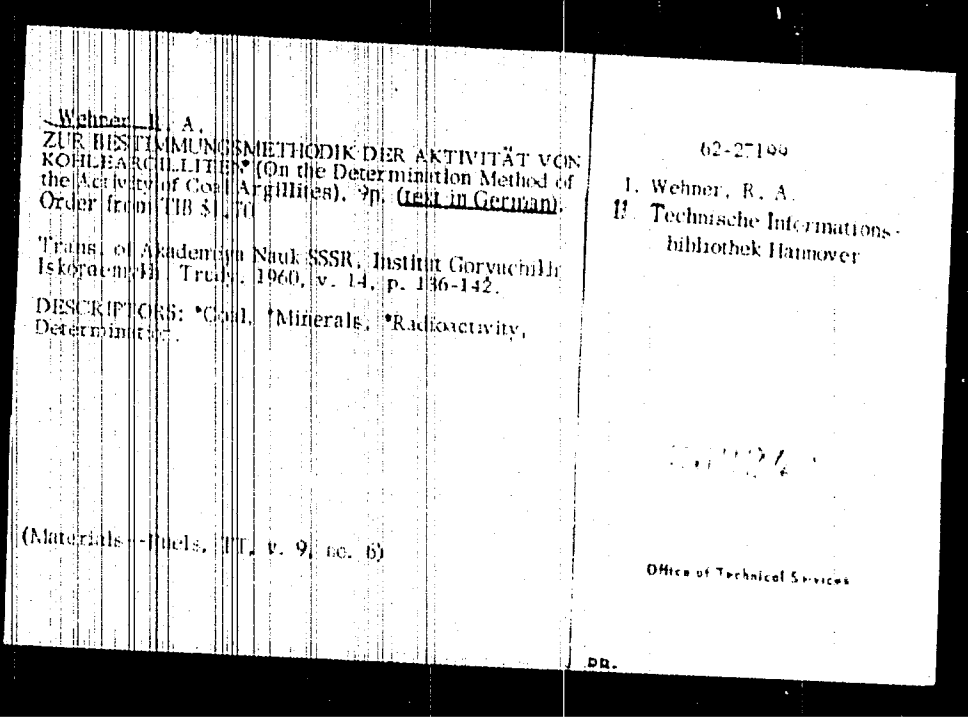 Wehner, R. A.
ZUR BESTIMMUNGSMETHODIK DER AKTIVITÄT VON
KOHLEARGILLITEN* (On the Determination Method of
the Activity of Coal Argillites). 9p. (text in German).
Order from TIB $1.70
Trans. of Akademiya Nauk SSSR, Institut Goryuchikh
Iskopaemykh. Trudy. 1960, v. 14, p. 136-142.
DESCRIPTORS: *Coal, *Minerals, *Radioactivity,
(Materials--Fuels, TT, v. 9, no. 6)
62-27199
I. Wehner, R. A.
II. Technische Informations-
bibliothek Hannover
Office of Technical Services